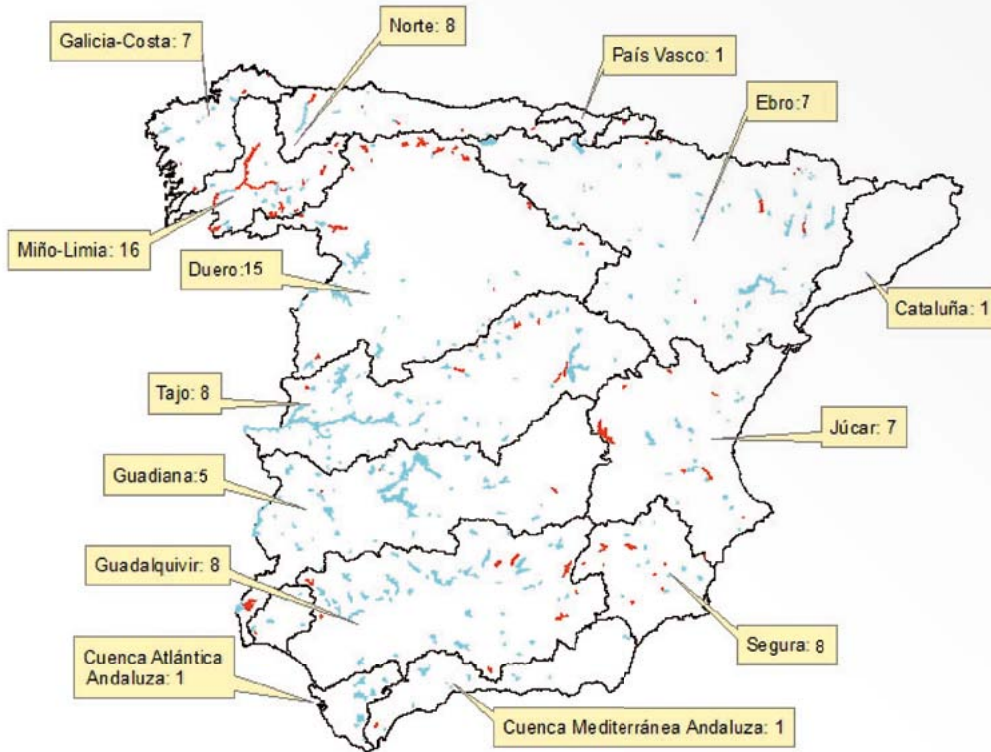 Norte: 8
Galicia-Costa: 7
País Vasco: 1
Ebro:7
Miño-Limia: 16
Duero:15
Cataluña: 1
Tajo: 8
Júcar: 7
Guadiana:5
Guadalquivir: 8
Segura: 8
Cuenca Atlántica
Andaluza: 1
Cuenca Mediterránea Andaluza: 1